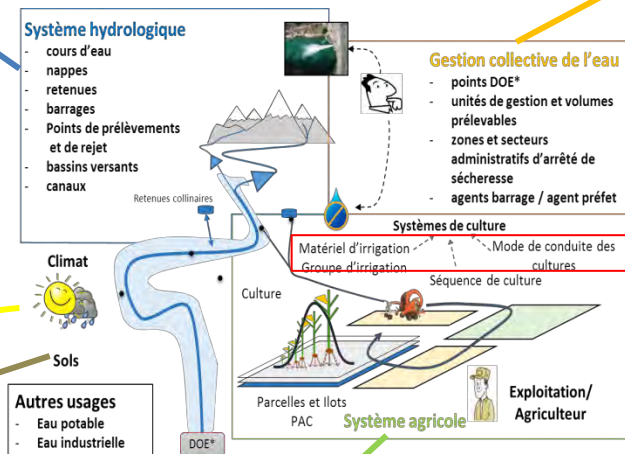 Système hydrologique
- cours d'eau
- nappes
- retenues
- barrages
- Points de prélèvements
et de rejet
- bassins versants
- canaux
Gestion collective de l'eau
- points DOE*
- unités de gestion et volumes
prélevables
- zones et secteurs
administratifs d'arrêté de
sécheresse
- agents barrage / agent préfet
Retenues collinaires
Systèmes de culture
Matériel d'irrigation
Groupe d'irrigation
Mode de conduite des
cultures
Séquence de culture
Climat
Culture
Sols
Parcelles et Ilots
PAC
Système agricole
Exploitation/
Agriculteur
Autres usages
- Eau potable
- Eau industrielle
DOE*